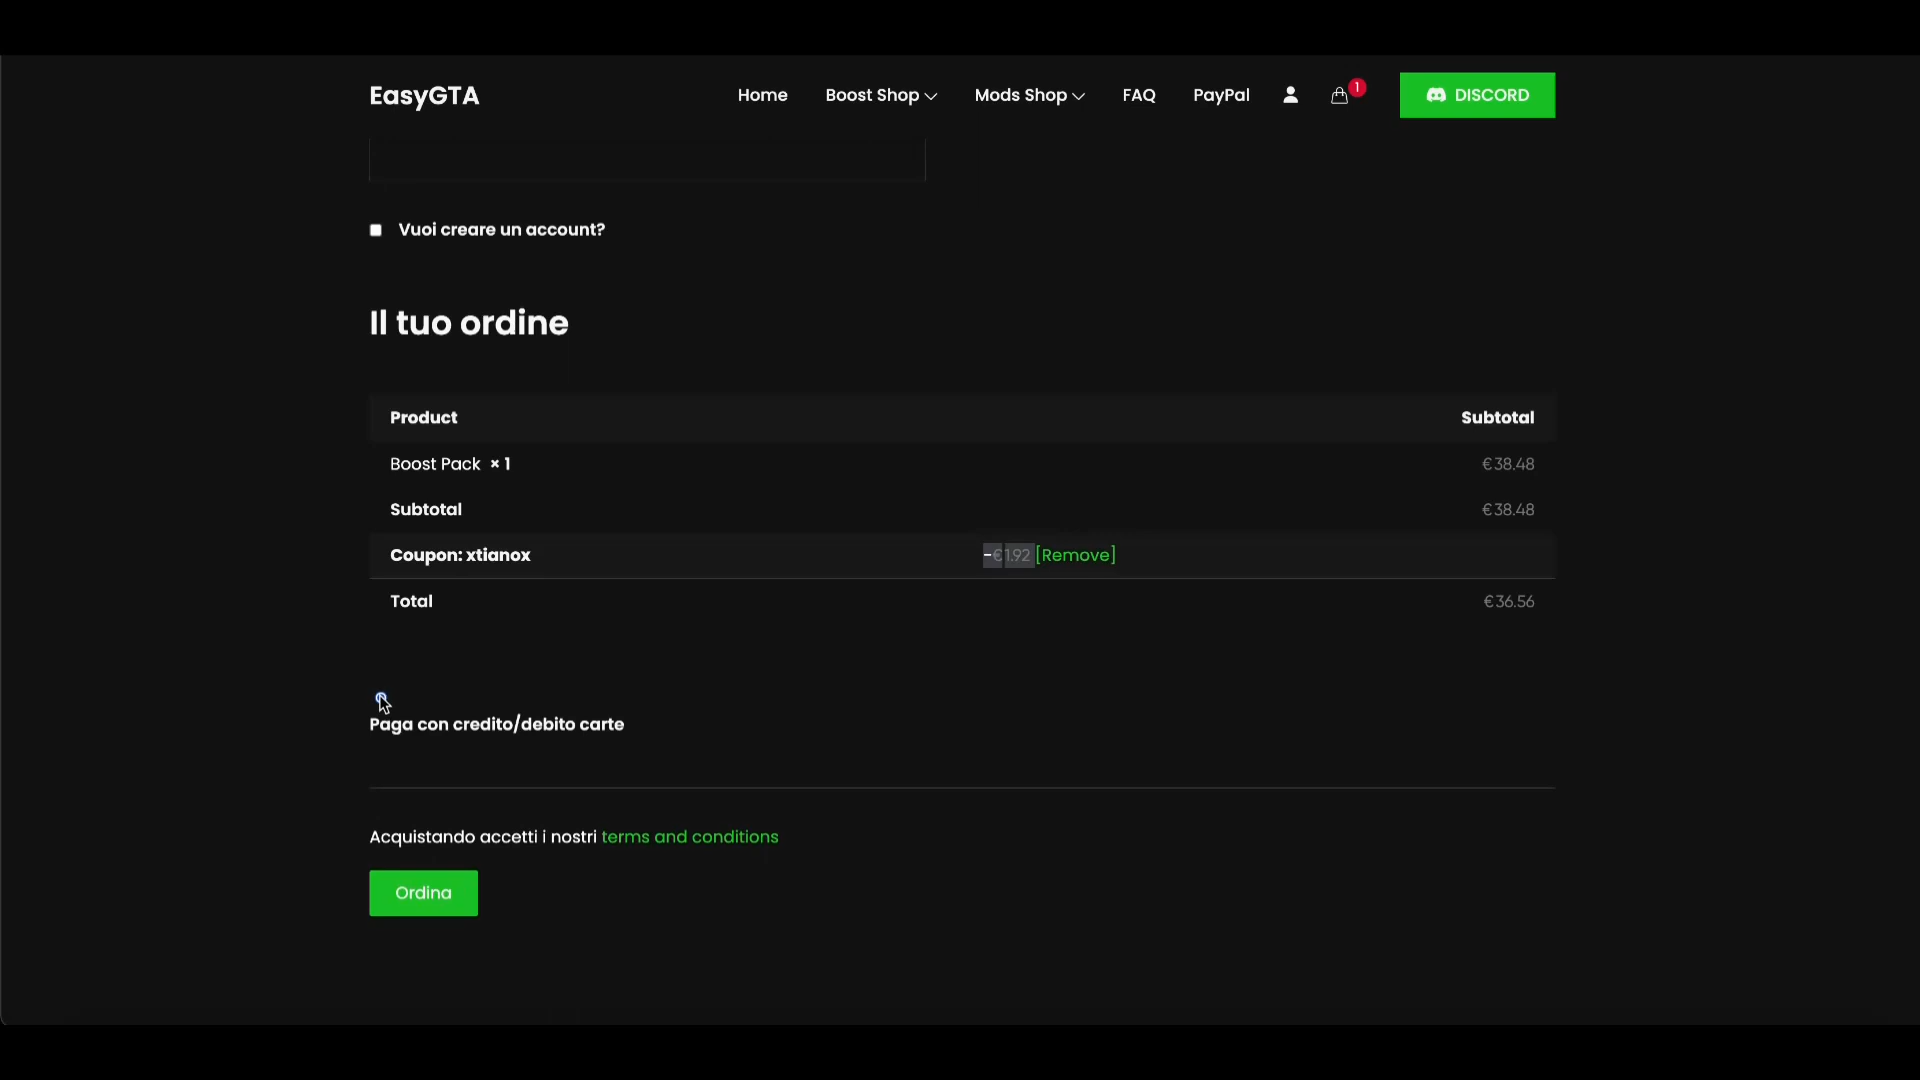 EasyGTA
Home Boost Shop Mods Shop FAQ PayPal 1 DISCORD
Vuoi creare un account?
Il tuo ordine
Product Subtotal
Boost Pack × 1 €38.48
Subtotal €38.48
Coupon: xtianox -€1.92 [Remove]
Total €36.56
Paga con credito/debito carte
Acquistando accetti i nostri terms and conditions
Ordina